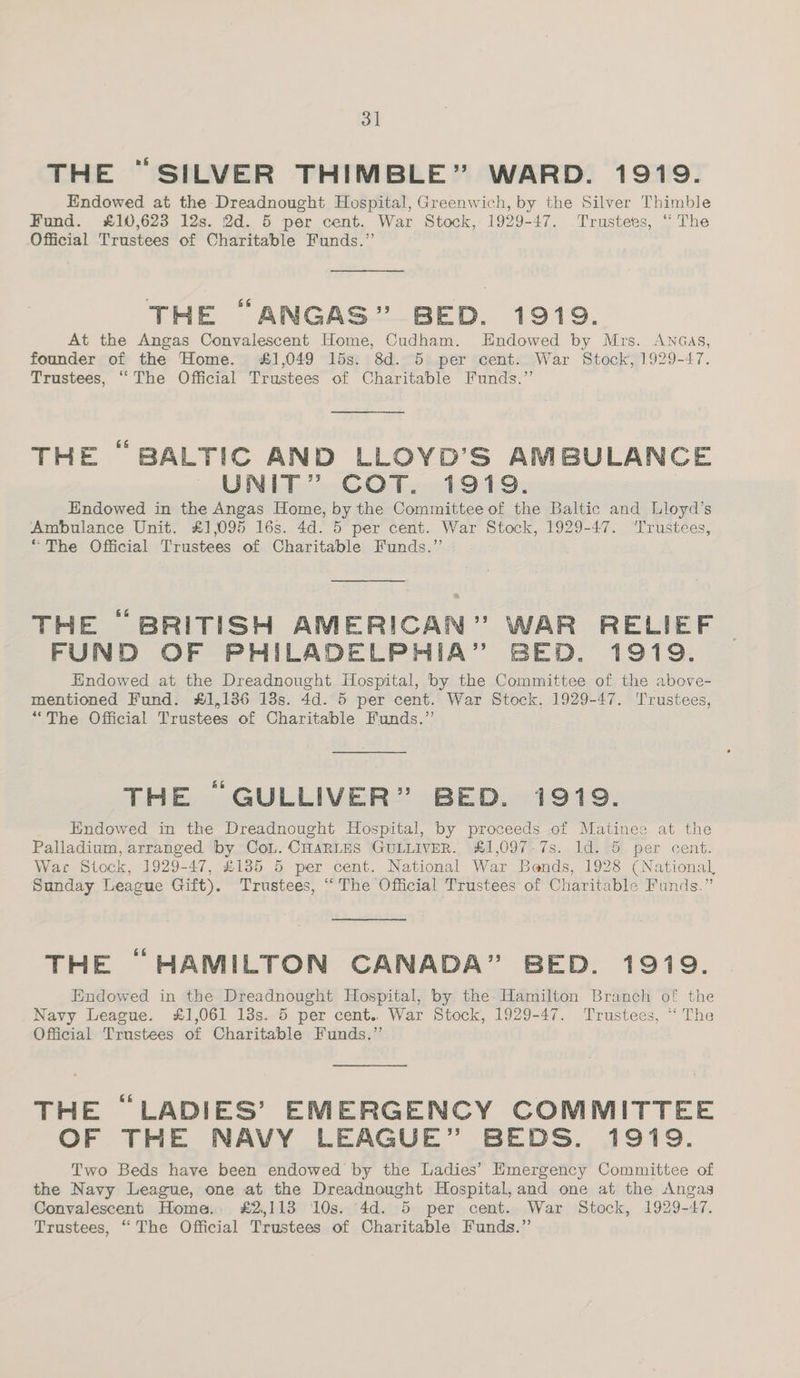 31
THE “SILVER THIMBLE” WARD. 1919.
Endowed at the Dreadnought Hospital, Greenwich, by the Silver Thimble
Fund. £10,623 12s. 2d. 5 per cent. War Stock, 1929-47. Trustees, “The
Official Trustees of Charitable Funds.”
THE “ANGAS” BED. 1919.
At the Angas Convalescent Home, Cudham. Endowed by Mrs. ANGAS,
founder of the Home. £1,049 15s. 8d. 5 per cent. War Stock, 1929-47.
Trustees, “The Official Trustees of Charitable Funds.”
THE “BALTIC AND LLOYD’S AMBULANCE
UNIT” COT. 1919.
Endowed in the Angas Home, by the Committee of the Baltic and Lloyd’s
Ambulance Unit. £1,095 16s. 4d. 5 per cent. War Stock, 1929-47. Trustees,
“The Official Trustees of Charitable Funds.”
THE “BRITISH AMERICAN” WAR RELIEF
FUND OF PHILADELPHIA” BED. 1919.
Endowed at the Dreadnought Hospital, by the Committee of the above-
mentioned Fund. £1,136 13s. 4d. 5 per cent. War Stock. 1929-47. Trustees,
“The Official Trustees of Charitable Funds.”
THE “GULLIVER” BED. 1919.
Endowed in the Dreadnought Hospital, by proceeds of Matinee at the
Palladium, arranged by COL. CHARLES GULLIVER. £1,097 7s. 1d. 5 per cent.
War Stock, 1929-47, £135 5 per cent. National War Bonds, 1928 (National
Sunday League Gift). Trustees, “The Official Trustees of Charitable Funds.”
THE “HAMILTON CANADA” BED. 1919.
Endowed in the Dreadnought Hospital, by the Hamilton Branch of the
Navy League. £1,061 13s. 5 per cent. War Stock, 1929-47. Trustees, “The
Official Trustees of Charitable Funds.”
THE “LADIES’ EMERGENCY COMMITTEE
OF THE NAVY LEAGUE” BEDS. 1919.
Two Beds have been endowed by the Ladies’ Emergency Committee of
the Navy League, one at the Dreadnought Hospital, and one at the Angas
Convalescent Home. £2,113 10s. 4d. 5 per cent. War Stock, 1929-47.
Trustees, “The Official Trustees of Charitable Funds.”